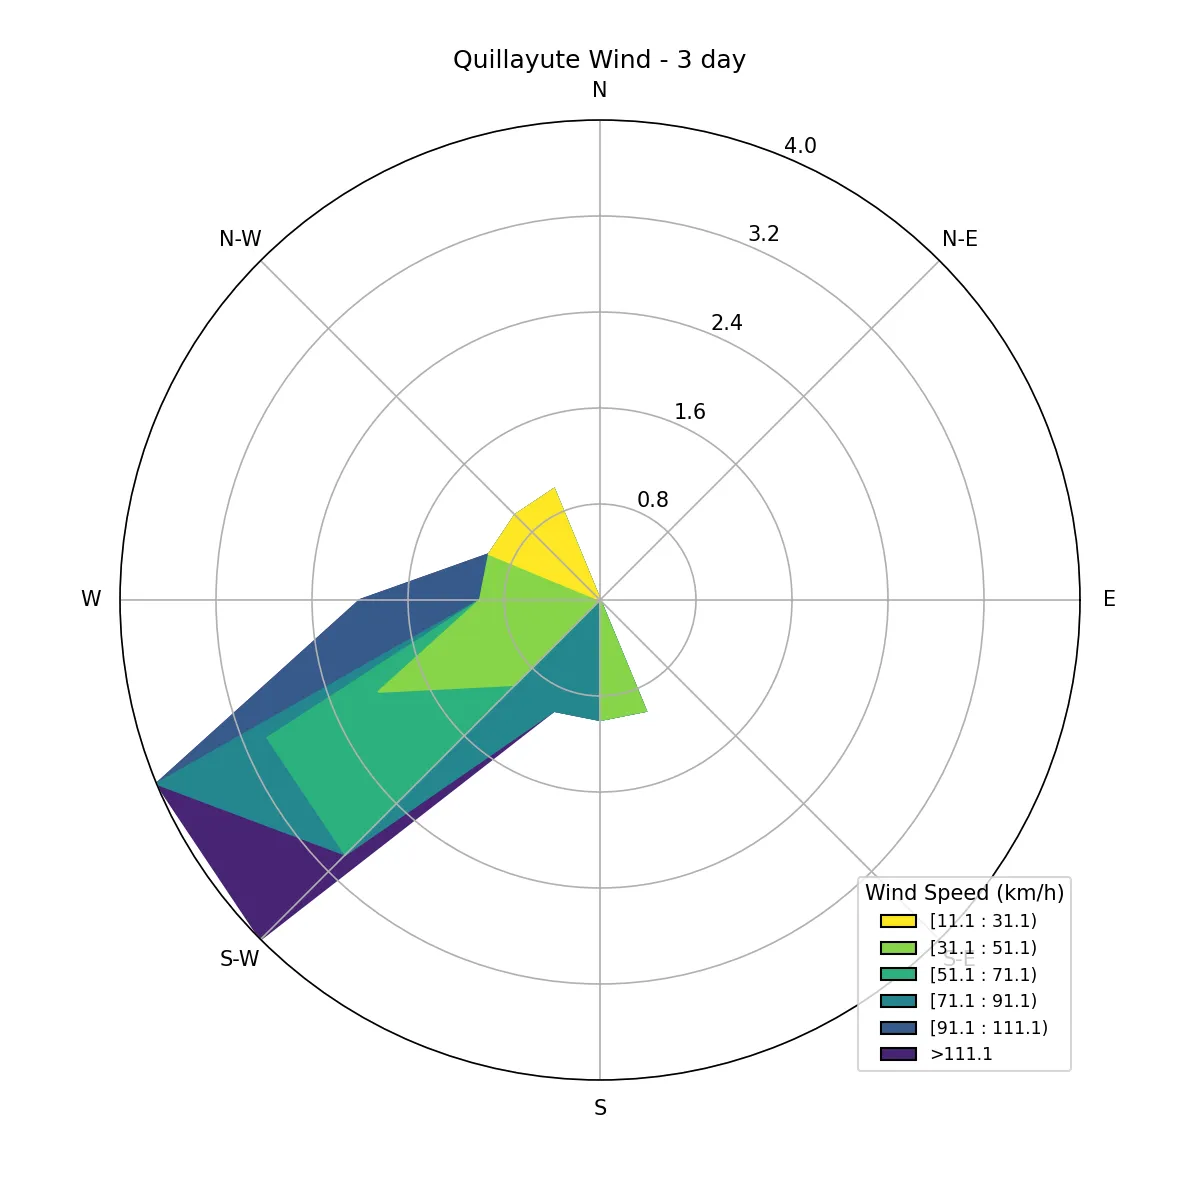 Quillayute Wind - 3 day
N
4.0
N-W
3.2
N-E
2.4
1.6
0.8
W
E
Wind Speed (km/h)
[11.1 : 31.1)
[31.1 : 51.1)
S-W
S-E
[51.1 : 71.1)
[71.1 : 91.1)
[91.1 : 111.1)
>111.1
S